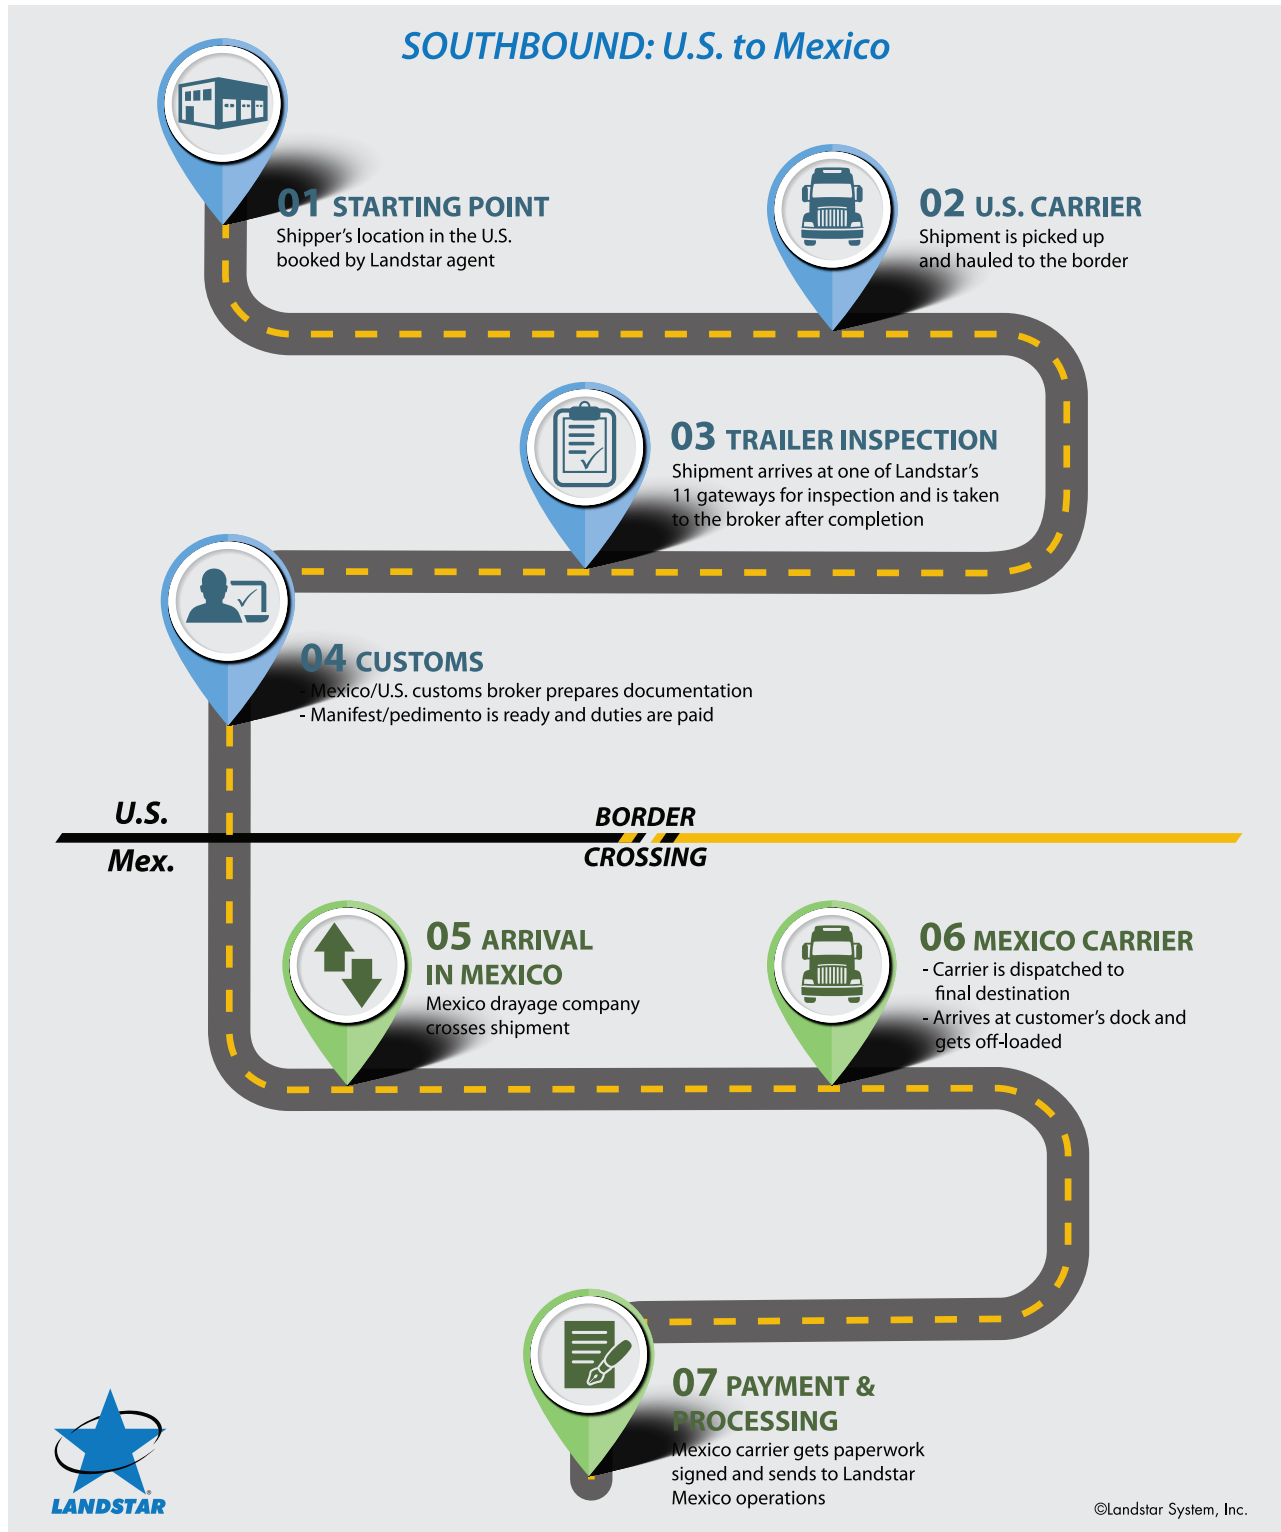 SOUTHBOUND: U.S. to Mexico
01 STARTING POINT
Shipper's location in the U.S.
booked by Landstar agent
02 U.S. CARRIER
Shipment is picked up
and hauled to the border
03 TRAILER INSPECTION
Shipment arrives at one of Landstar's
11 gateways for inspection and is taken
to the broker after completion
04 CUSTOMS
- Mexico/U.S. customs broker prepares documentation
- Manifest/pedimento is ready and duties are paid
U.S.
Mex.
BORDER
CROSSING
05 ARRIVAL
IN MEXICO
Mexico drayage company
crosses shipment
06 MEXICO CARRIER
- Carrier is dispatched to
final destination
- Arrives at customer's dock and
gets off-loaded
07 PAYMENT &
PROCESSING
Mexico carrier gets paperwork
signed and sends to Landstar
Mexico operations
LANDSTAR®
©Landstar System, Inc.